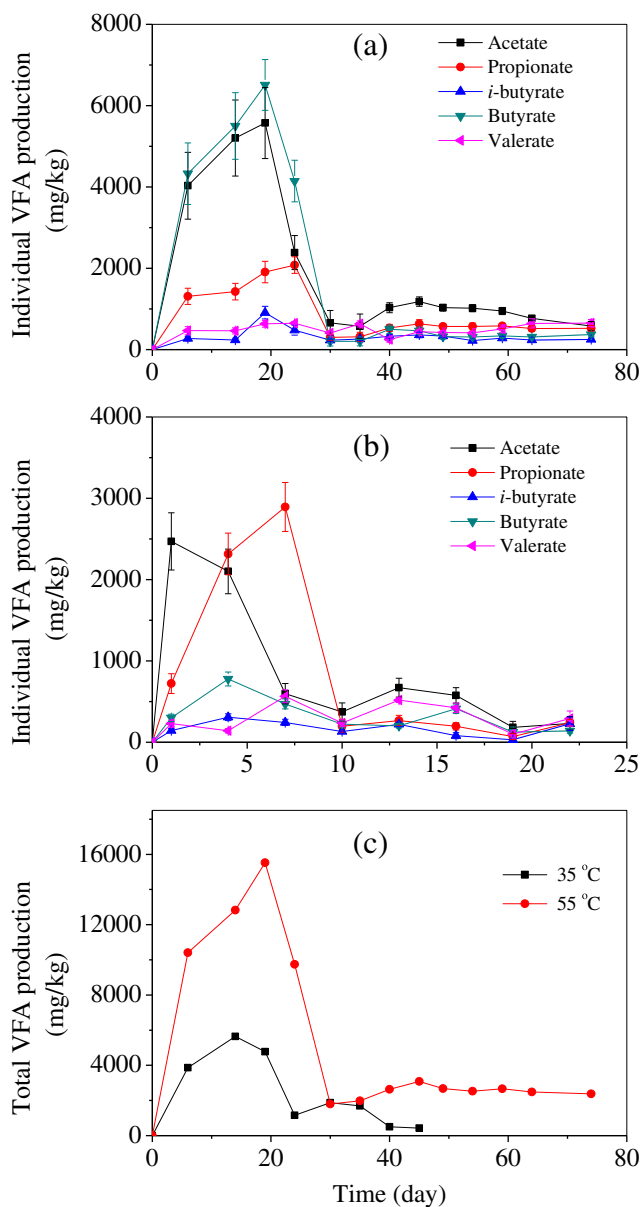 (a)
Acetate
Propionate
i-butyrate
Butyrate
Valerate
Individual VFA production
(mg/kg)
8000
6000
4000
2000
0
0 20 40 60 80
(b)
Acetate
Propionate
i-butyrate
Butyrate
Valerate
Individual VFA production
(mg/kg)
4000
3000
2000
1000
0
0 5 10 15 20 25
(c)
35 °C
55 °C
Total VFA production
(mg/kg)
16000
12000
8000
4000
0
0 20 40 60 80
Time (day)